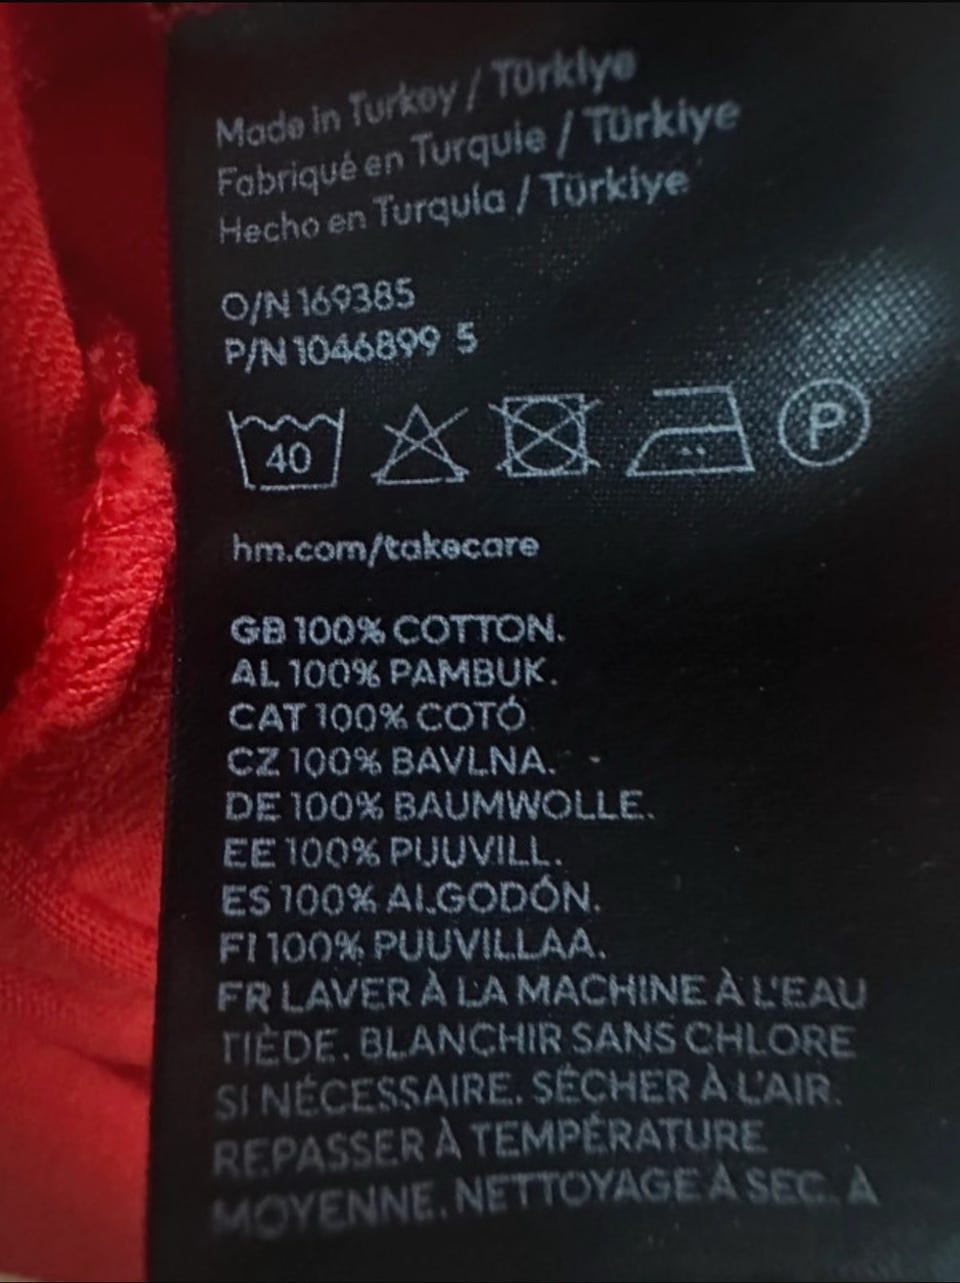 Made in Turkey / Türkiye
Fabriqué en Turquie / Türkiye
Hecho en Turquía / Türkiye
O/N 169385
P/N 1046899 5
40
P
hm.com/takecare
GB 100% COTTON.
AL 100% PAMBUK.
CAT 100% COTÓ
CZ 100% BAVLNA.
DE 100% BAUMWOLLE.
EE 100% PUUVILL.
ES 100% ALGODÓN.
FI 100% PUUVILLAA.
FR LAVER À LA MACHINE À L'EAU
TIÈDE. BLANCHIR SANS CHLORE
SI NÉCESSAIRE. SÉCHER À L'AIR.
REPASSER À TEMPÉRATURE
MOYENNE. NETTOYAGE À SEC. À